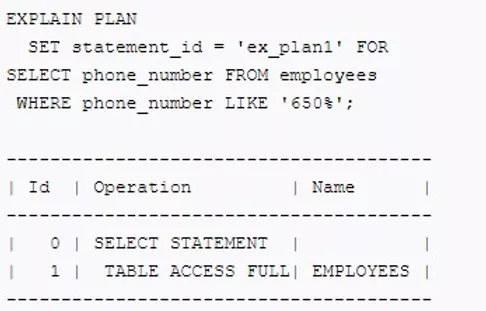 EXPLAIN PLAN
  SET statement_id = 'ex_plan1' FOR
SELECT phone_number FROM employees
 WHERE phone_number LIKE '650%';

-----------------------------------------
| Id  | Operation         | Name      |
-----------------------------------------
|   0 | SELECT STATEMENT  |           |
|   1 |  TABLE ACCESS FULL| EMPLOYEES |
-----------------------------------------